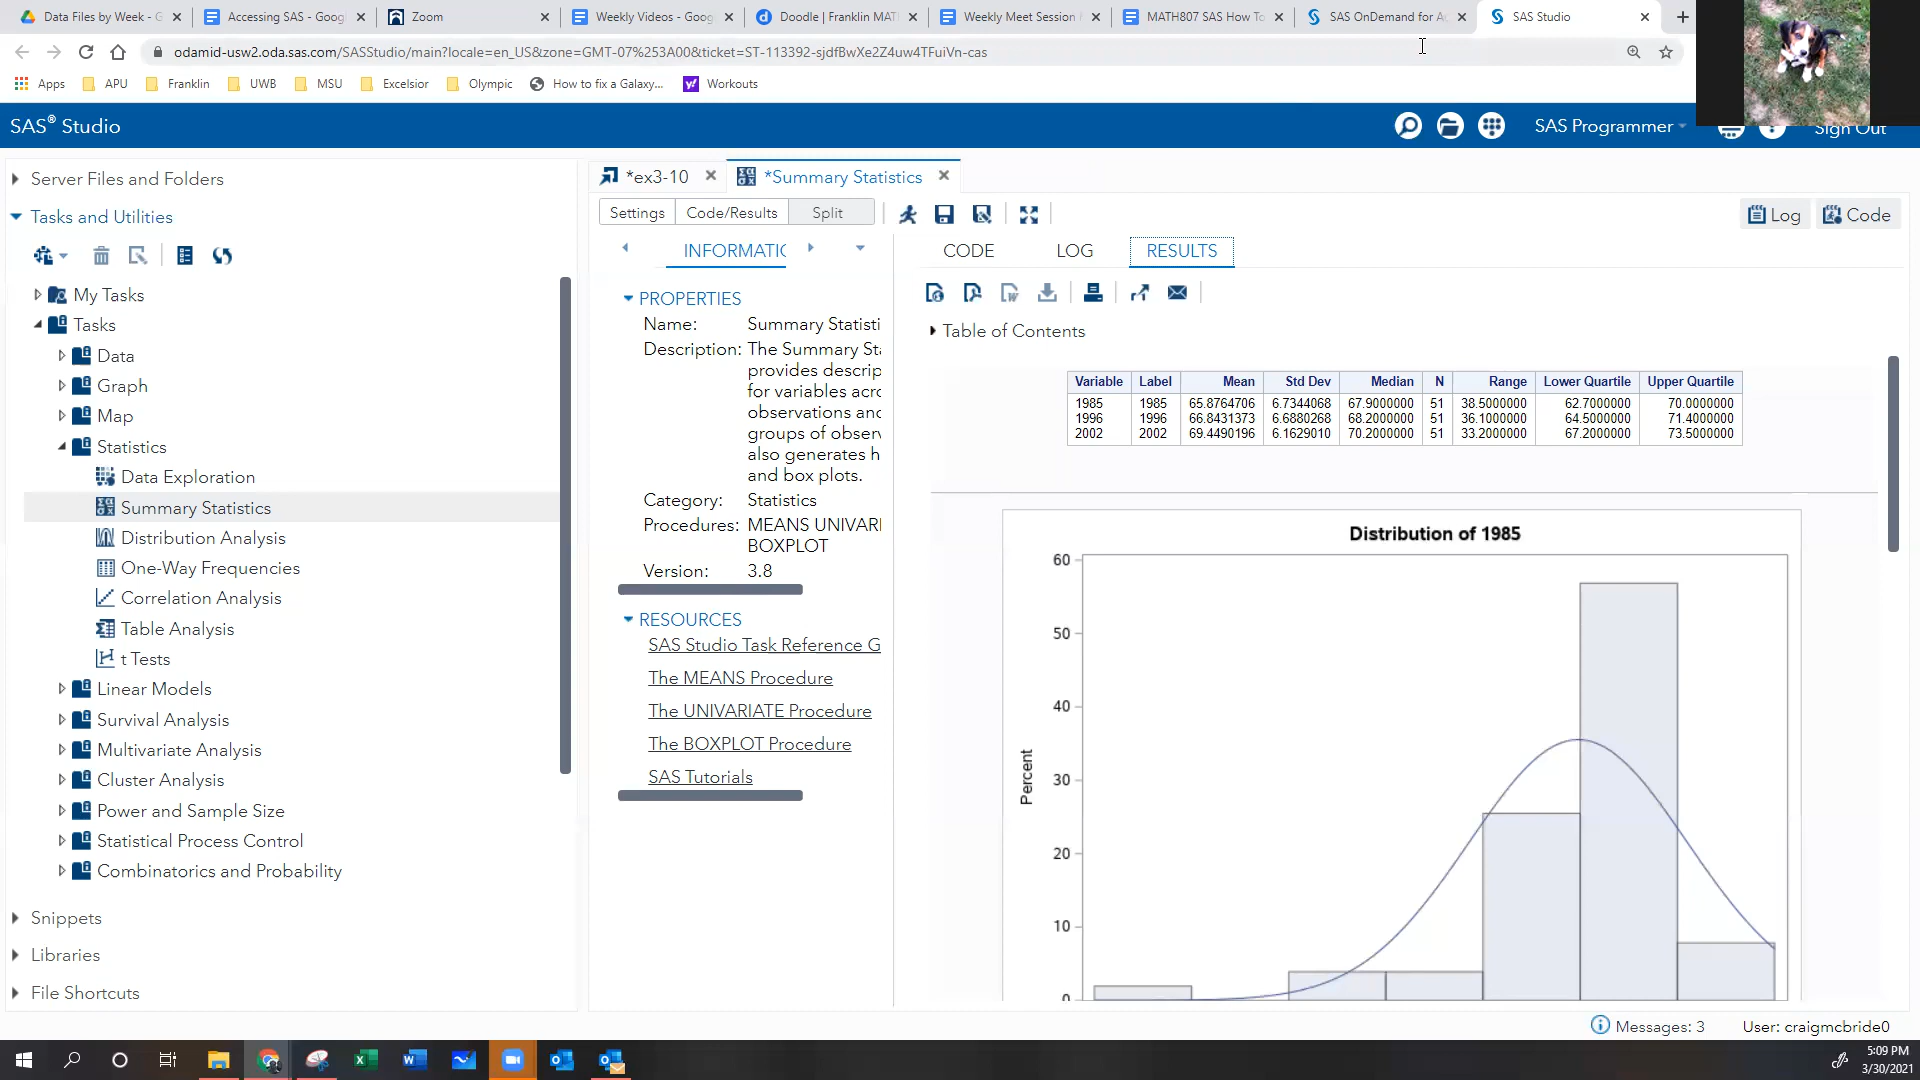 Data Files by Week - G
Accessing SAS - Goog
Zoom
Weekly Videos - Goog
Doodle | Franklin MAT
Weekly Meet Session
MATH807 SAS How To
SAS OnDemand for Ac
SAS Studio
odamid-usw2.oda.sas.com/SASStudio/main?locale=en_US&zone=GMT-07%253A00&ticket=ST-113392-sjdfBwXe2Z4uw4TFuiVn-cas
Apps
APU
Franklin
UWB
MSU
Excelsior
Olympic
How to fix a Galaxy...
Workouts
SAS® Studio
SAS Programmer
Sign Out
Server Files and Folders
Tasks and Utilities
My Tasks
Tasks
Data
Graph
Map
Statistics
Data Exploration
Summary Statistics
Distribution Analysis
One-Way Frequencies
Correlation Analysis
Table Analysis
t Tests
Linear Models
Survival Analysis
Multivariate Analysis
Cluster Analysis
Power and Sample Size
Statistical Process Control
Combinatorics and Probability
Snippets
Libraries
File Shortcuts
*ex3-10
*Summary Statistics
Settings
Code/Results
Split
Log
Code
INFORMATIO
PROPERTIES
Name: Summary Statisti
Description: The Summary Sta
provides descrip
for variables acro
observations and
groups of observ
also generates h
and box plots.
Category: Statistics
Procedures: MEANS UNIVARI
BOXPLOT
Version: 3.8
RESOURCES
SAS Studio Task Reference G
The MEANS Procedure
The UNIVARIATE Procedure
The BOXPLOT Procedure
SAS Tutorials
CODE
LOG
RESULTS
Table of Contents
Variable Label Mean Std Dev Median N Range Lower Quartile Upper Quartile
1985 1985 65.8764706 6.7344068 67.9000000 51 38.5000000 62.7000000 70.0000000
1996 1996 66.8431373 6.6880268 68.2000000 51 36.1000000 64.5000000 71.4000000
2002 2002 69.4490196 6.1629010 70.2000000 51 33.2000000 67.2000000 73.5000000
Distribution of 1985
60
50
40
30
20
10
0
Percent
Messages: 3
User: craigmcbride0
5:09 PM
3/30/2021